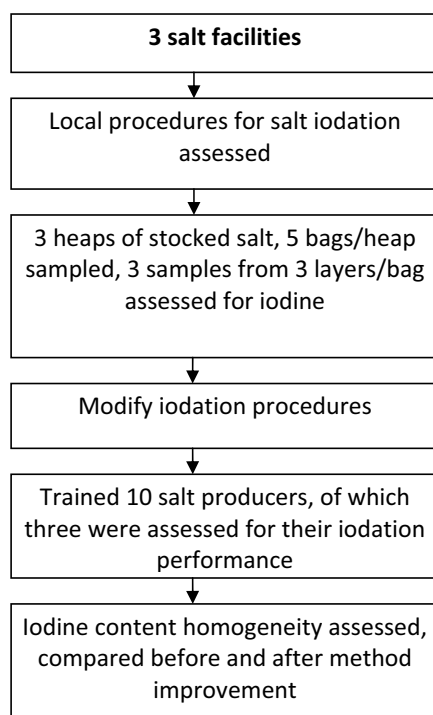 3 salt facilities
Local procedures for salt iodation
assessed
3 heaps of stocked salt, 5 bags/heap
sampled, 3 samples from 3 layers/bag
assessed for iodine
Modify iodation procedures
Trained 10 salt producers, of which
three were assessed for their iodation
performance
Iodine content homogeneity assessed,
compared before and after method
improvement